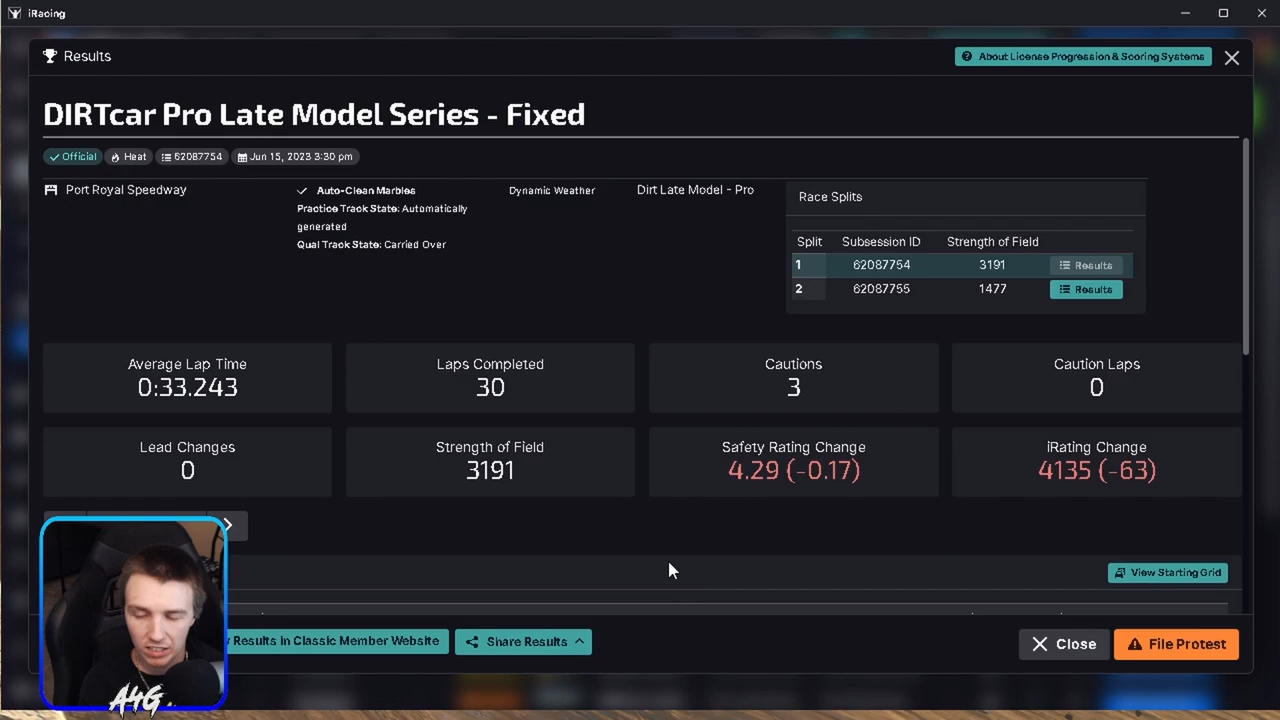 iRacing
Results
About License Progression & Scoring Systems
DIRTcar Pro Late Model Series - Fixed
Official Heat 62087754 Jun 15, 2023 3:30 pm
Port Royal Speedway
Auto-Clean Marbles
Practice Track State: Automatically
generated
Qual Track State: Carried Over
Dynamic Weather
Dirt Late Model - Pro
Race Splits
Split Subsession ID Strength of Field
1 62087754 3191 Results
2 62087755 1477 Results
Average Lap Time
0:33.243
Laps Completed
30
Cautions
3
Caution Laps
0
Lead Changes
0
Strength of Field
3191
Safety Rating Change
4.29 (-0.17)
iRating Change
4135 (-63)
View Starting Grid
Results in Classic Member Website
Share Results
Close
File Protest
A4G